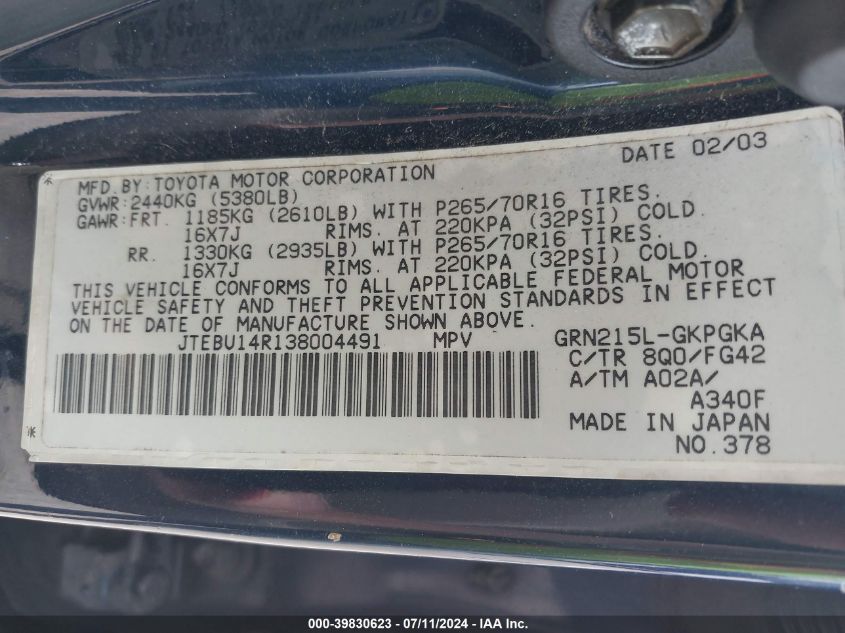 DATE 02/03
MFD. BY: TOYOTA MOTOR CORPORATION
GVWR: 2440KG (5380LB)
GAWR: FRT. 1185KG (2610LB) WITH P265/70R16 TIRES.
16X7J RIMS. AT 220KPA (32PSI) COLD.
RR. 1330KG (2935LB) WITH P265/70R16 TIRES.
16X7J RIMS. AT 220KPA (32PSI) COLD.
THIS VEHICLE CONFORMS TO ALL APPLICABLE FEDERAL MOTOR
VEHICLE SAFETY AND THEFT PREVENTION STANDARDS IN EFFECT
ON THE DATE OF MANUFACTURE SHOWN ABOVE.
JTEBU14R138004491 MPV GRN215L-GKPGKA
C/TR 8Q0/FG42
A/TM A02A/
A340F
MADE IN JAPAN
NO.378
000-39830623 - 07/11/2024 - IAA Inc.